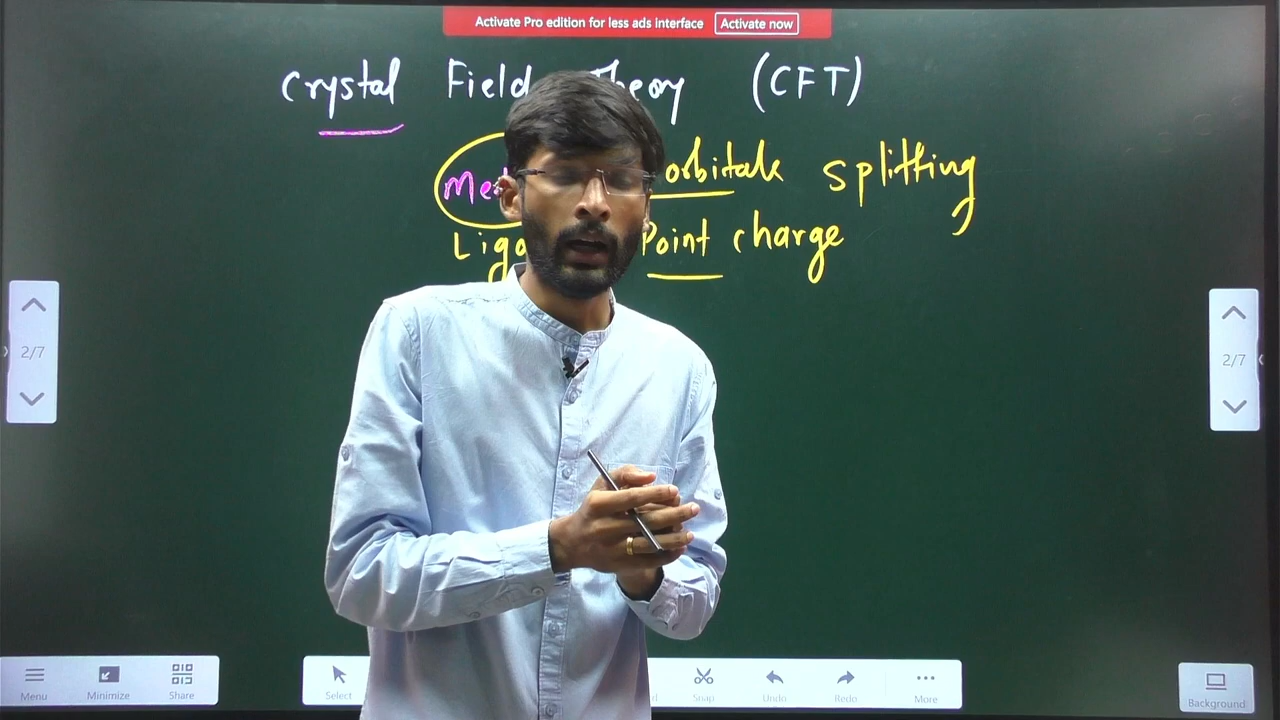 Activate Pro edition for less ads interface Activate now
Crystal Field (CFT)
orbitals splitting
Point charge
2/7
2/7
Menu Minimize Share Select Snap Undo Redo More Background